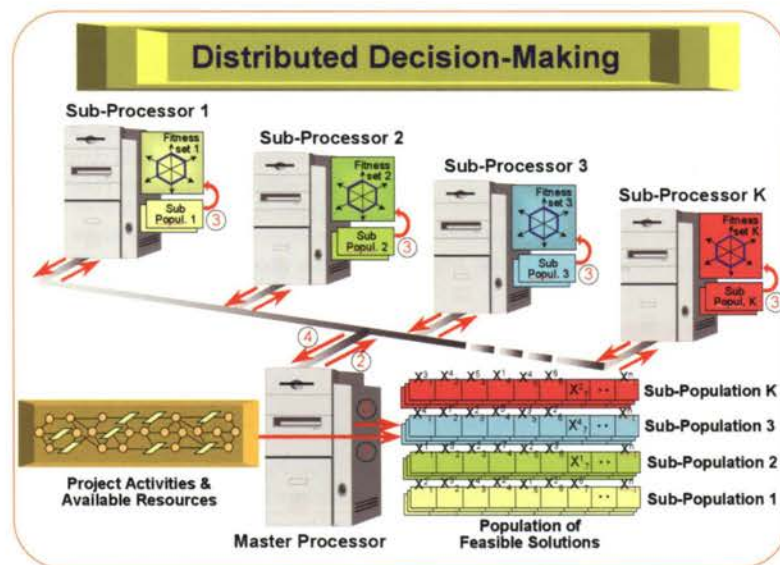 Distributed Decision-Making
Sub-Processor 1
Fitness
set 1
Sub
Popul. 1
3
Sub-Processor 2
Fitness
set 2
Sub
Popul. 2
3
Sub-Processor 3
Fitness
set 3
Sub
Popul. 3
3
Sub-Processor K
Fitness
set K
Sub
Popul. K
3
4
2
Sub-Population K
Sub-Population 3
Sub-Population 2
Sub-Population 1
Project Activities &
Available Resources
Master Processor
Population of
Feasible Solutions